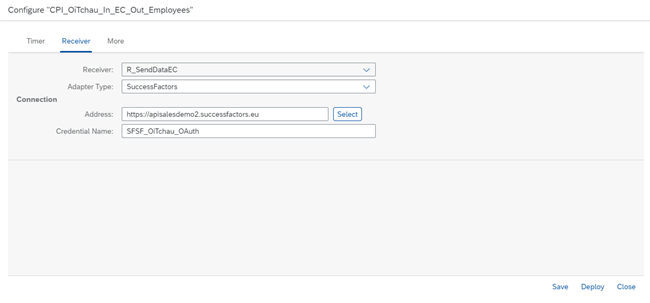 Configure "CPI_OiTchau_In_EC_Out_Employees"
Timer Receiver More
Receiver: R_SendDataEC
Adapter Type: SuccessFactors
Connection
Address: https://apisalesdemo2.successfactors.eu Select
Credential Name: SFSF_OiTchau_OAuth
Save Deploy Close